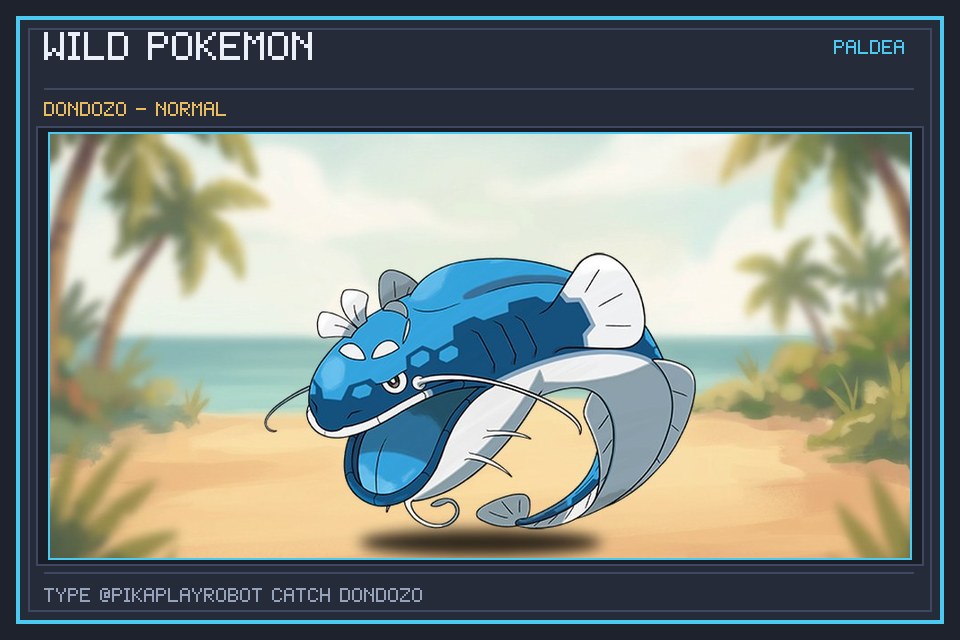 WILD POKEMON
PALDEA
DONDOZO - NORMAL
TYPE @PIKAPLAYROBOT CATCH DONDOZO